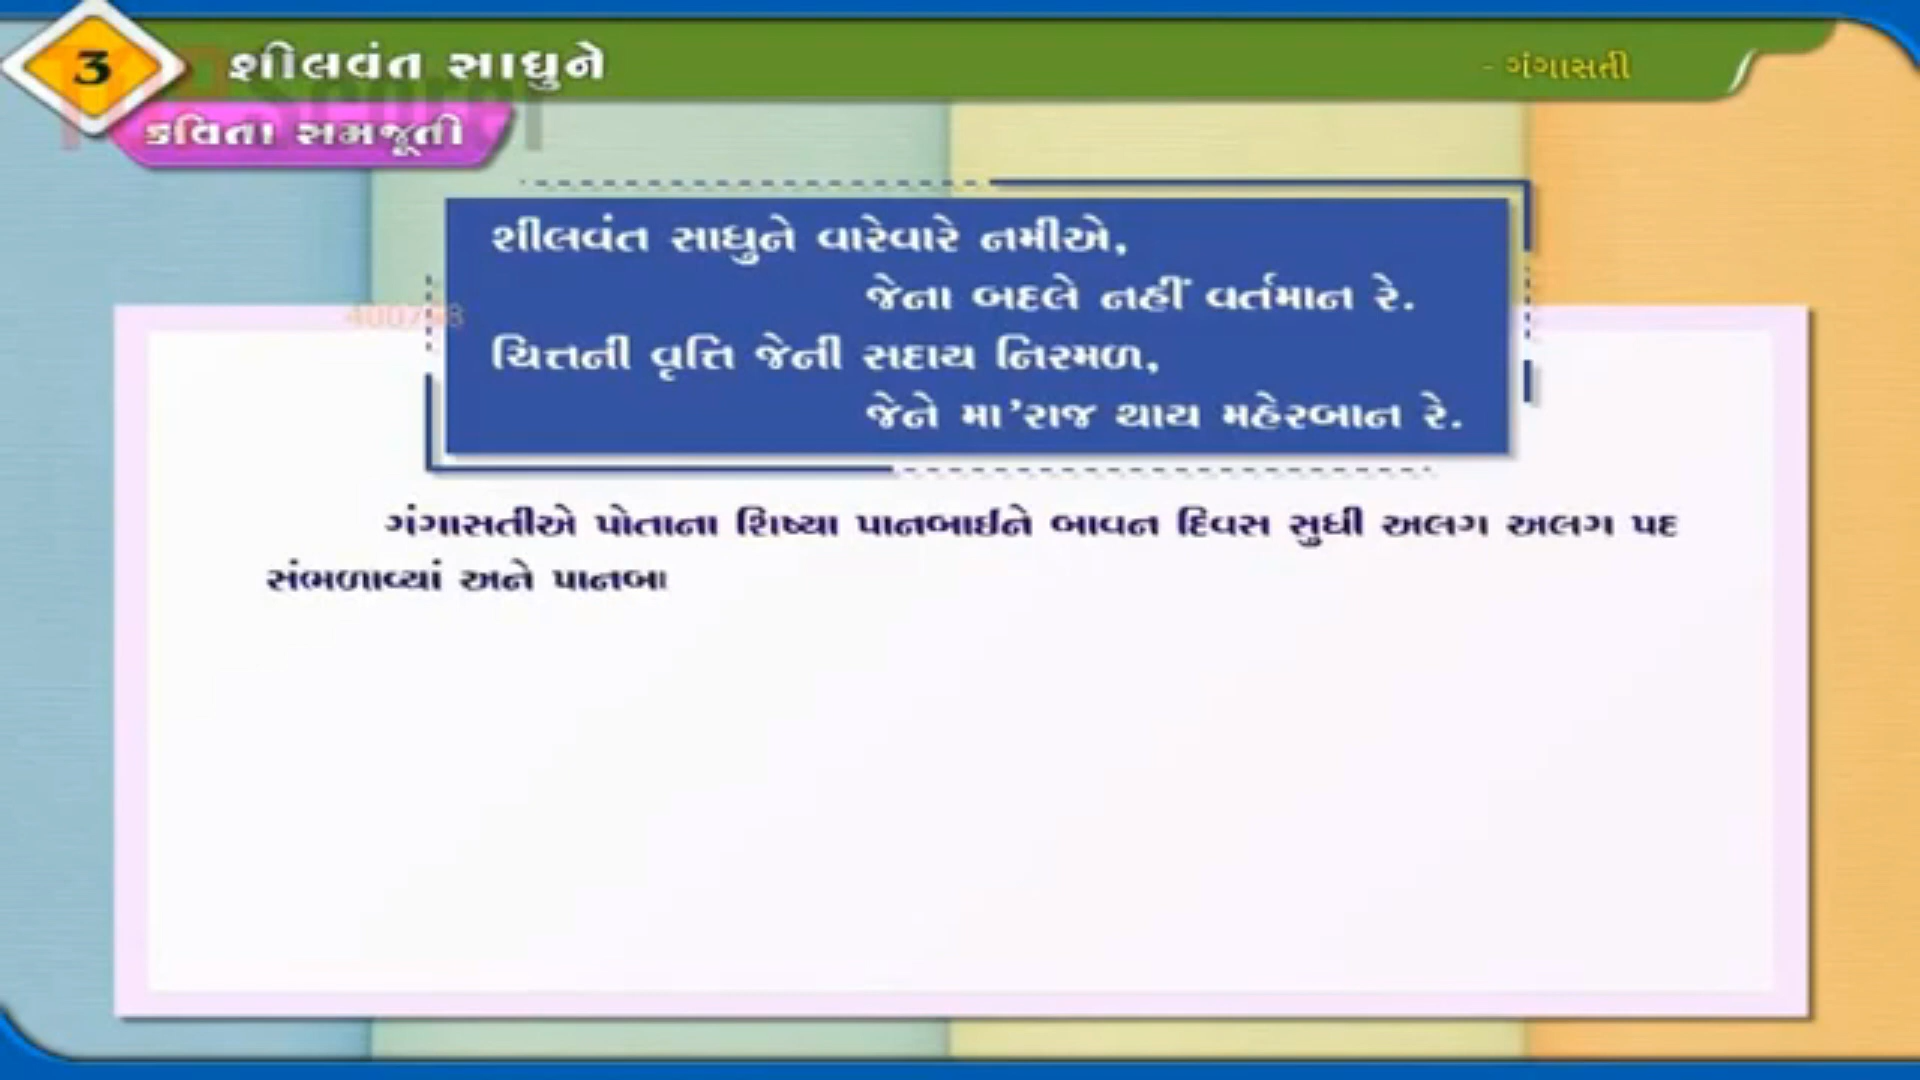 3
શીલવંત સાધુને
- ગંગાસતી
કવિતા સમજૂતી
શીલવંત સાધુને વારેવારે નમીએ,
જેના બદલે નહીં વર્તમાન રે.
ચિત્તની વૃત્તિ જેની સદાય નિરમળ,
જેને મા’રાજ થાય મહેરબાન રે.
ગંગાસતીએ પોતાના શિષ્યા પાનબાઈને બાવન દિવસ સુધી અલગ અલગ પદ
સંભળાવ્યાં અને પાનબા